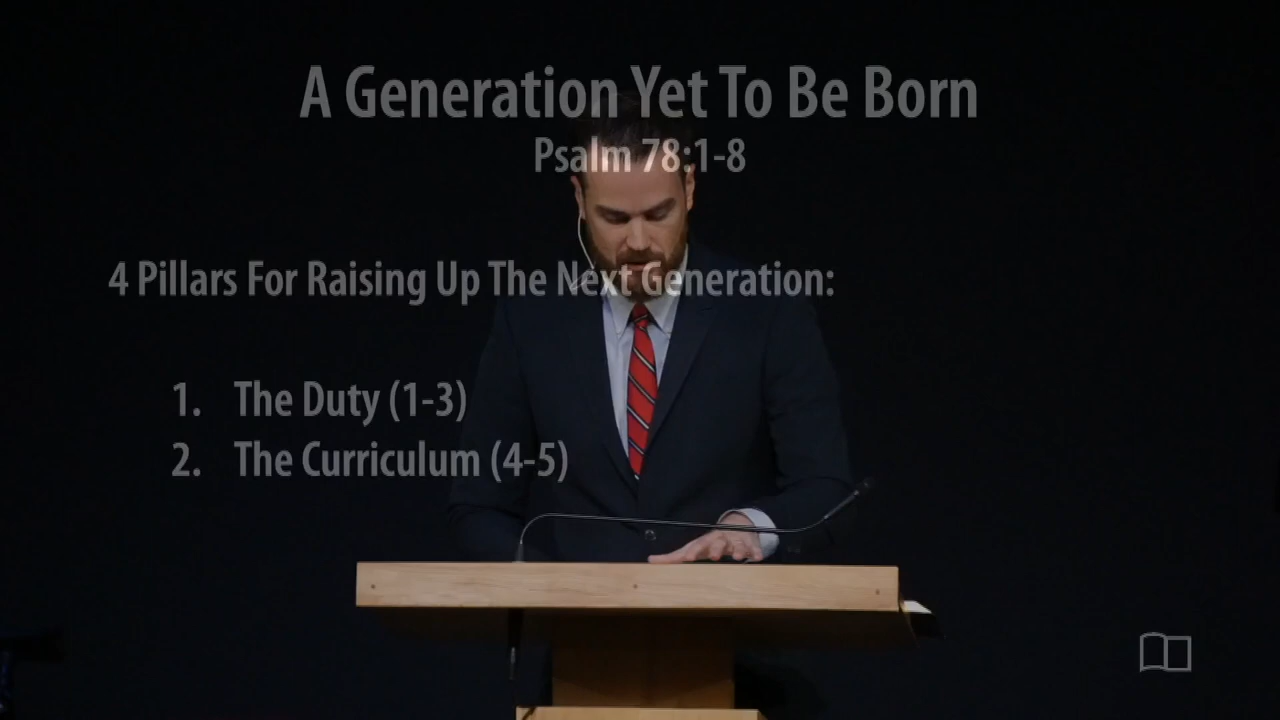 A Generation Yet To Be Born
Psalm 78:1-8
4 Pillars For Raising Up The Next Generation:
1. The Duty (1-3)
2. The Curriculum (4-5)